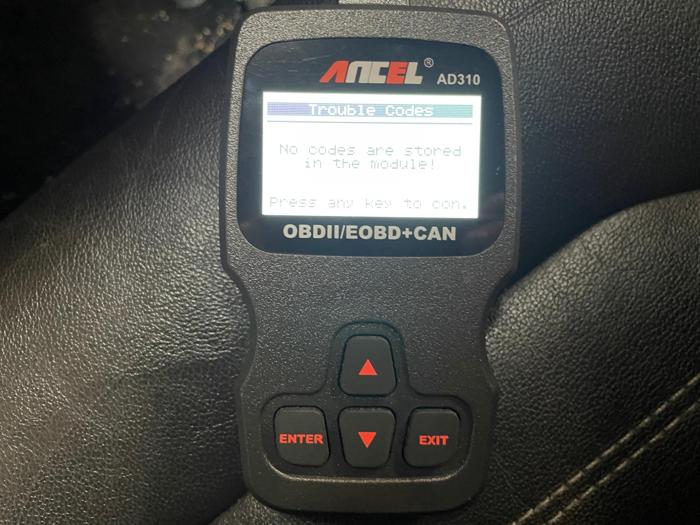 ANCEL®
AD310
Trouble Codes
No codes are stored
in the module!
Press any key to con.
OBDII/EOBD+CAN
ENTER
EXIT